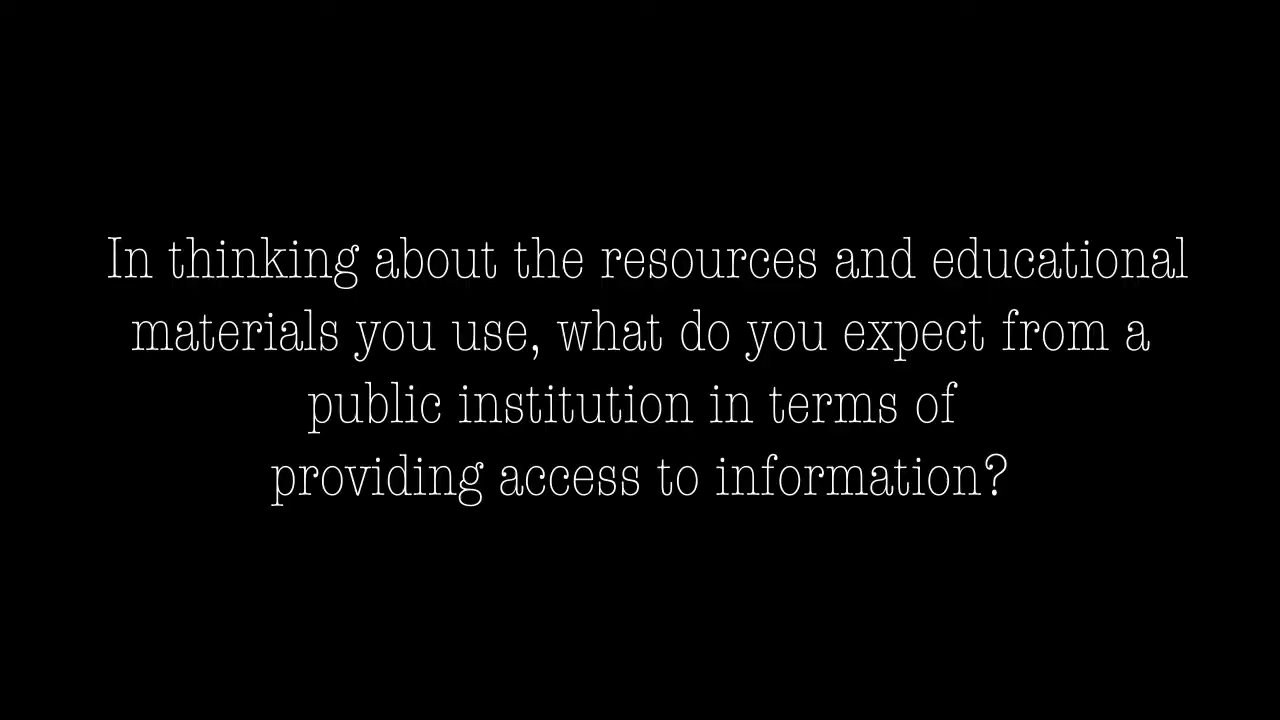 In thinking about the resources and educational
materials you use, what do you expect from a
public institution in terms of
providing access to information?